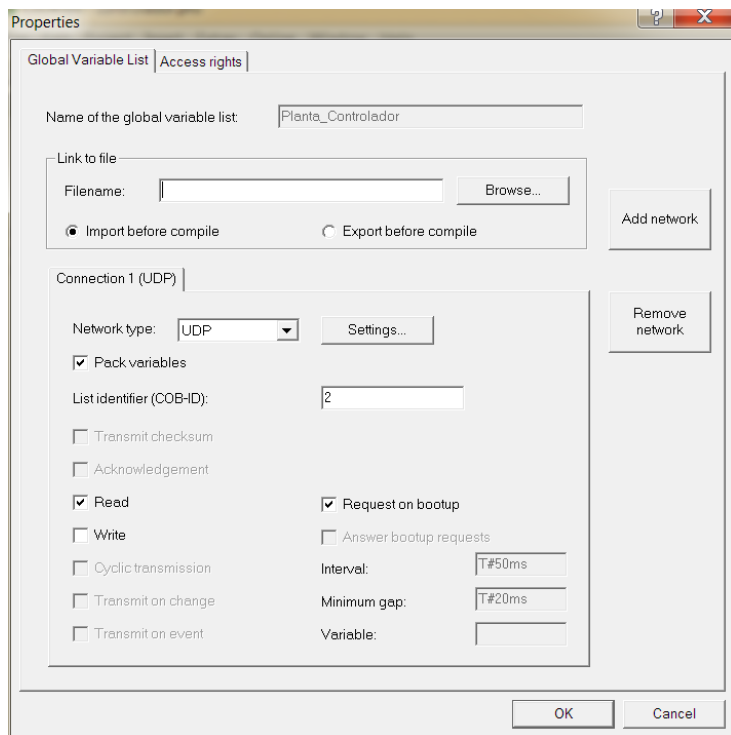 Properties
Global Variable List
Access rights
Name of the global variable list: Planta_Controlador
Link to file
Filename: Browse...
Import before compile Export before compile
Add network
Connection 1 (UDP)
Remove network
Network type: UDP Settings...
Pack variables
List identifier (COB-ID): 2
Transmit checksum
Acknowledgement
Read Request on bootup
Write Answer bootup requests
Cyclic transmission Interval: T#50ms
Transmit on change Minimum gap: T#20ms
Transmit on event Variable:
OK Cancel